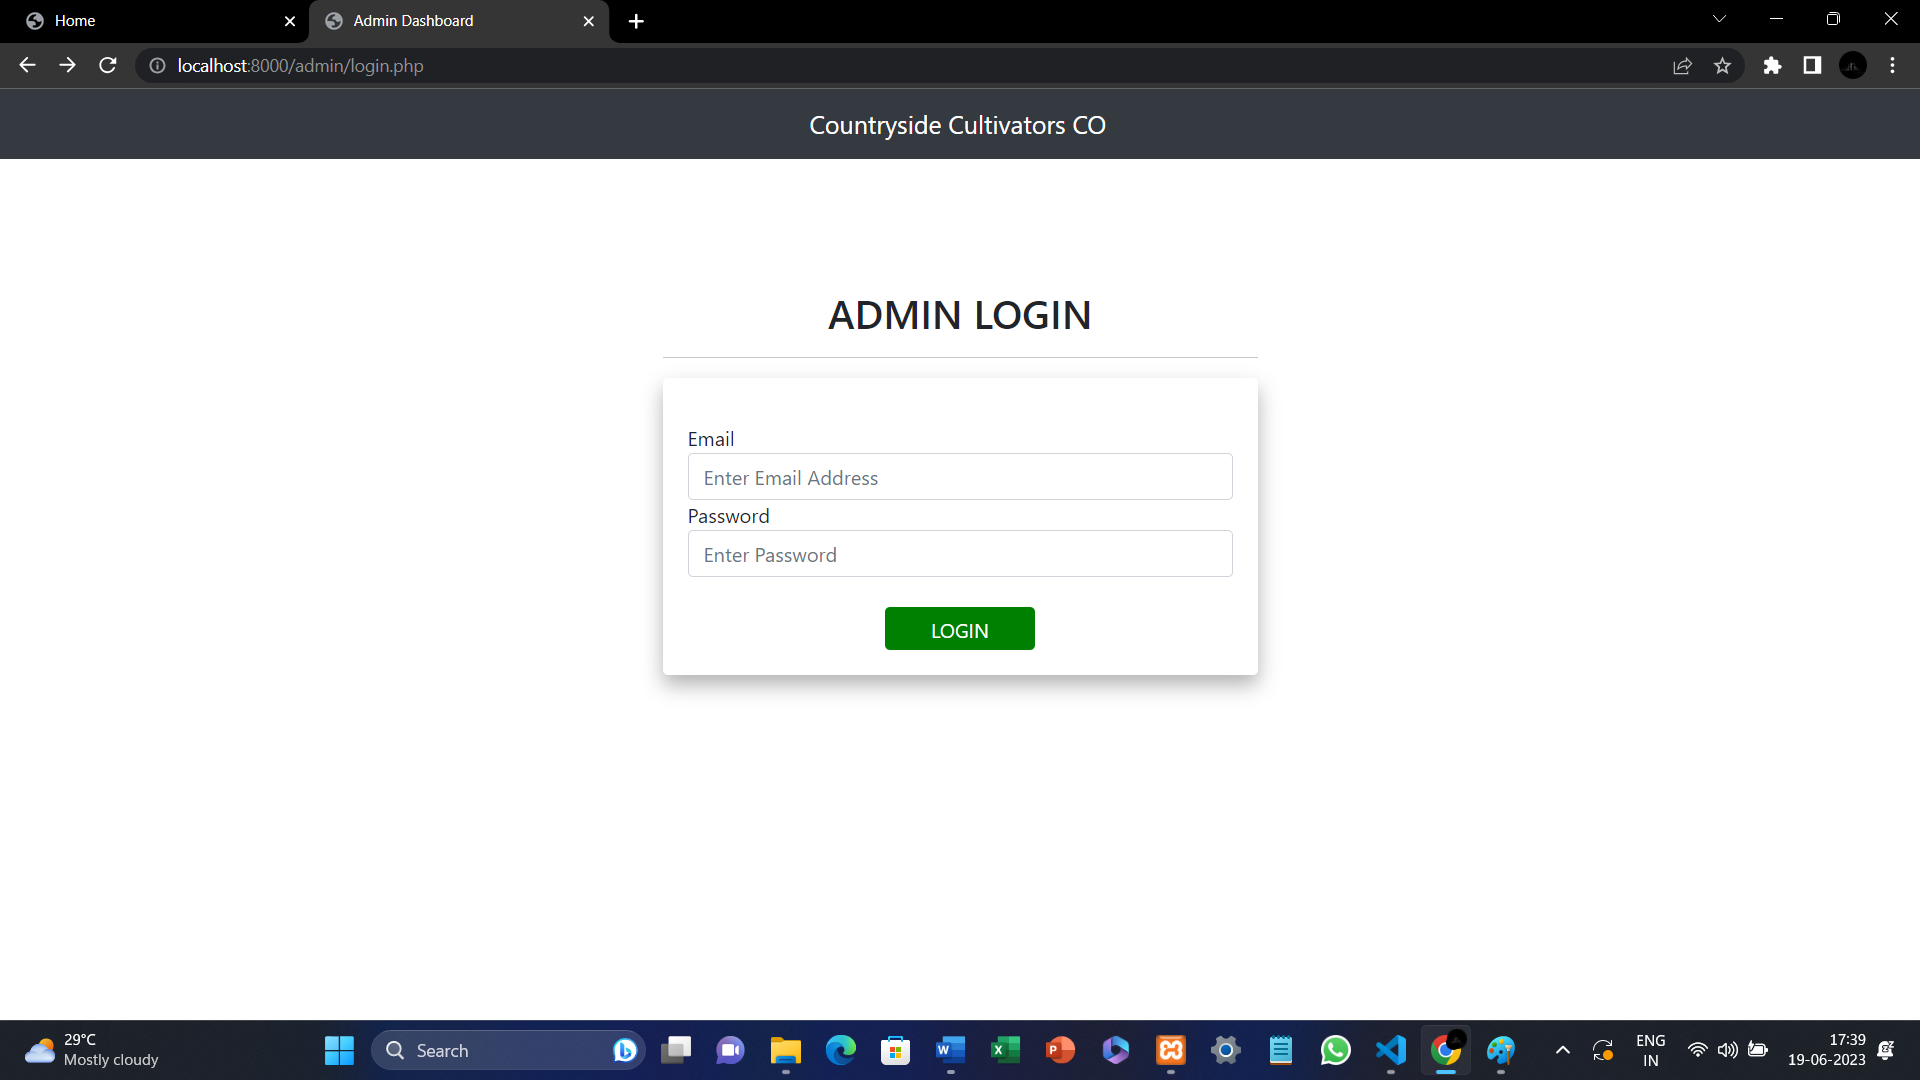 Home
Admin Dashboard
localhost:8000/admin/login.php
Countryside Cultivators CO
ADMIN LOGIN
Email
Enter Email Address
Password
Enter Password
LOGIN
29°C
Mostly cloudy
Search
ENG
IN
17:39
19-06-2023